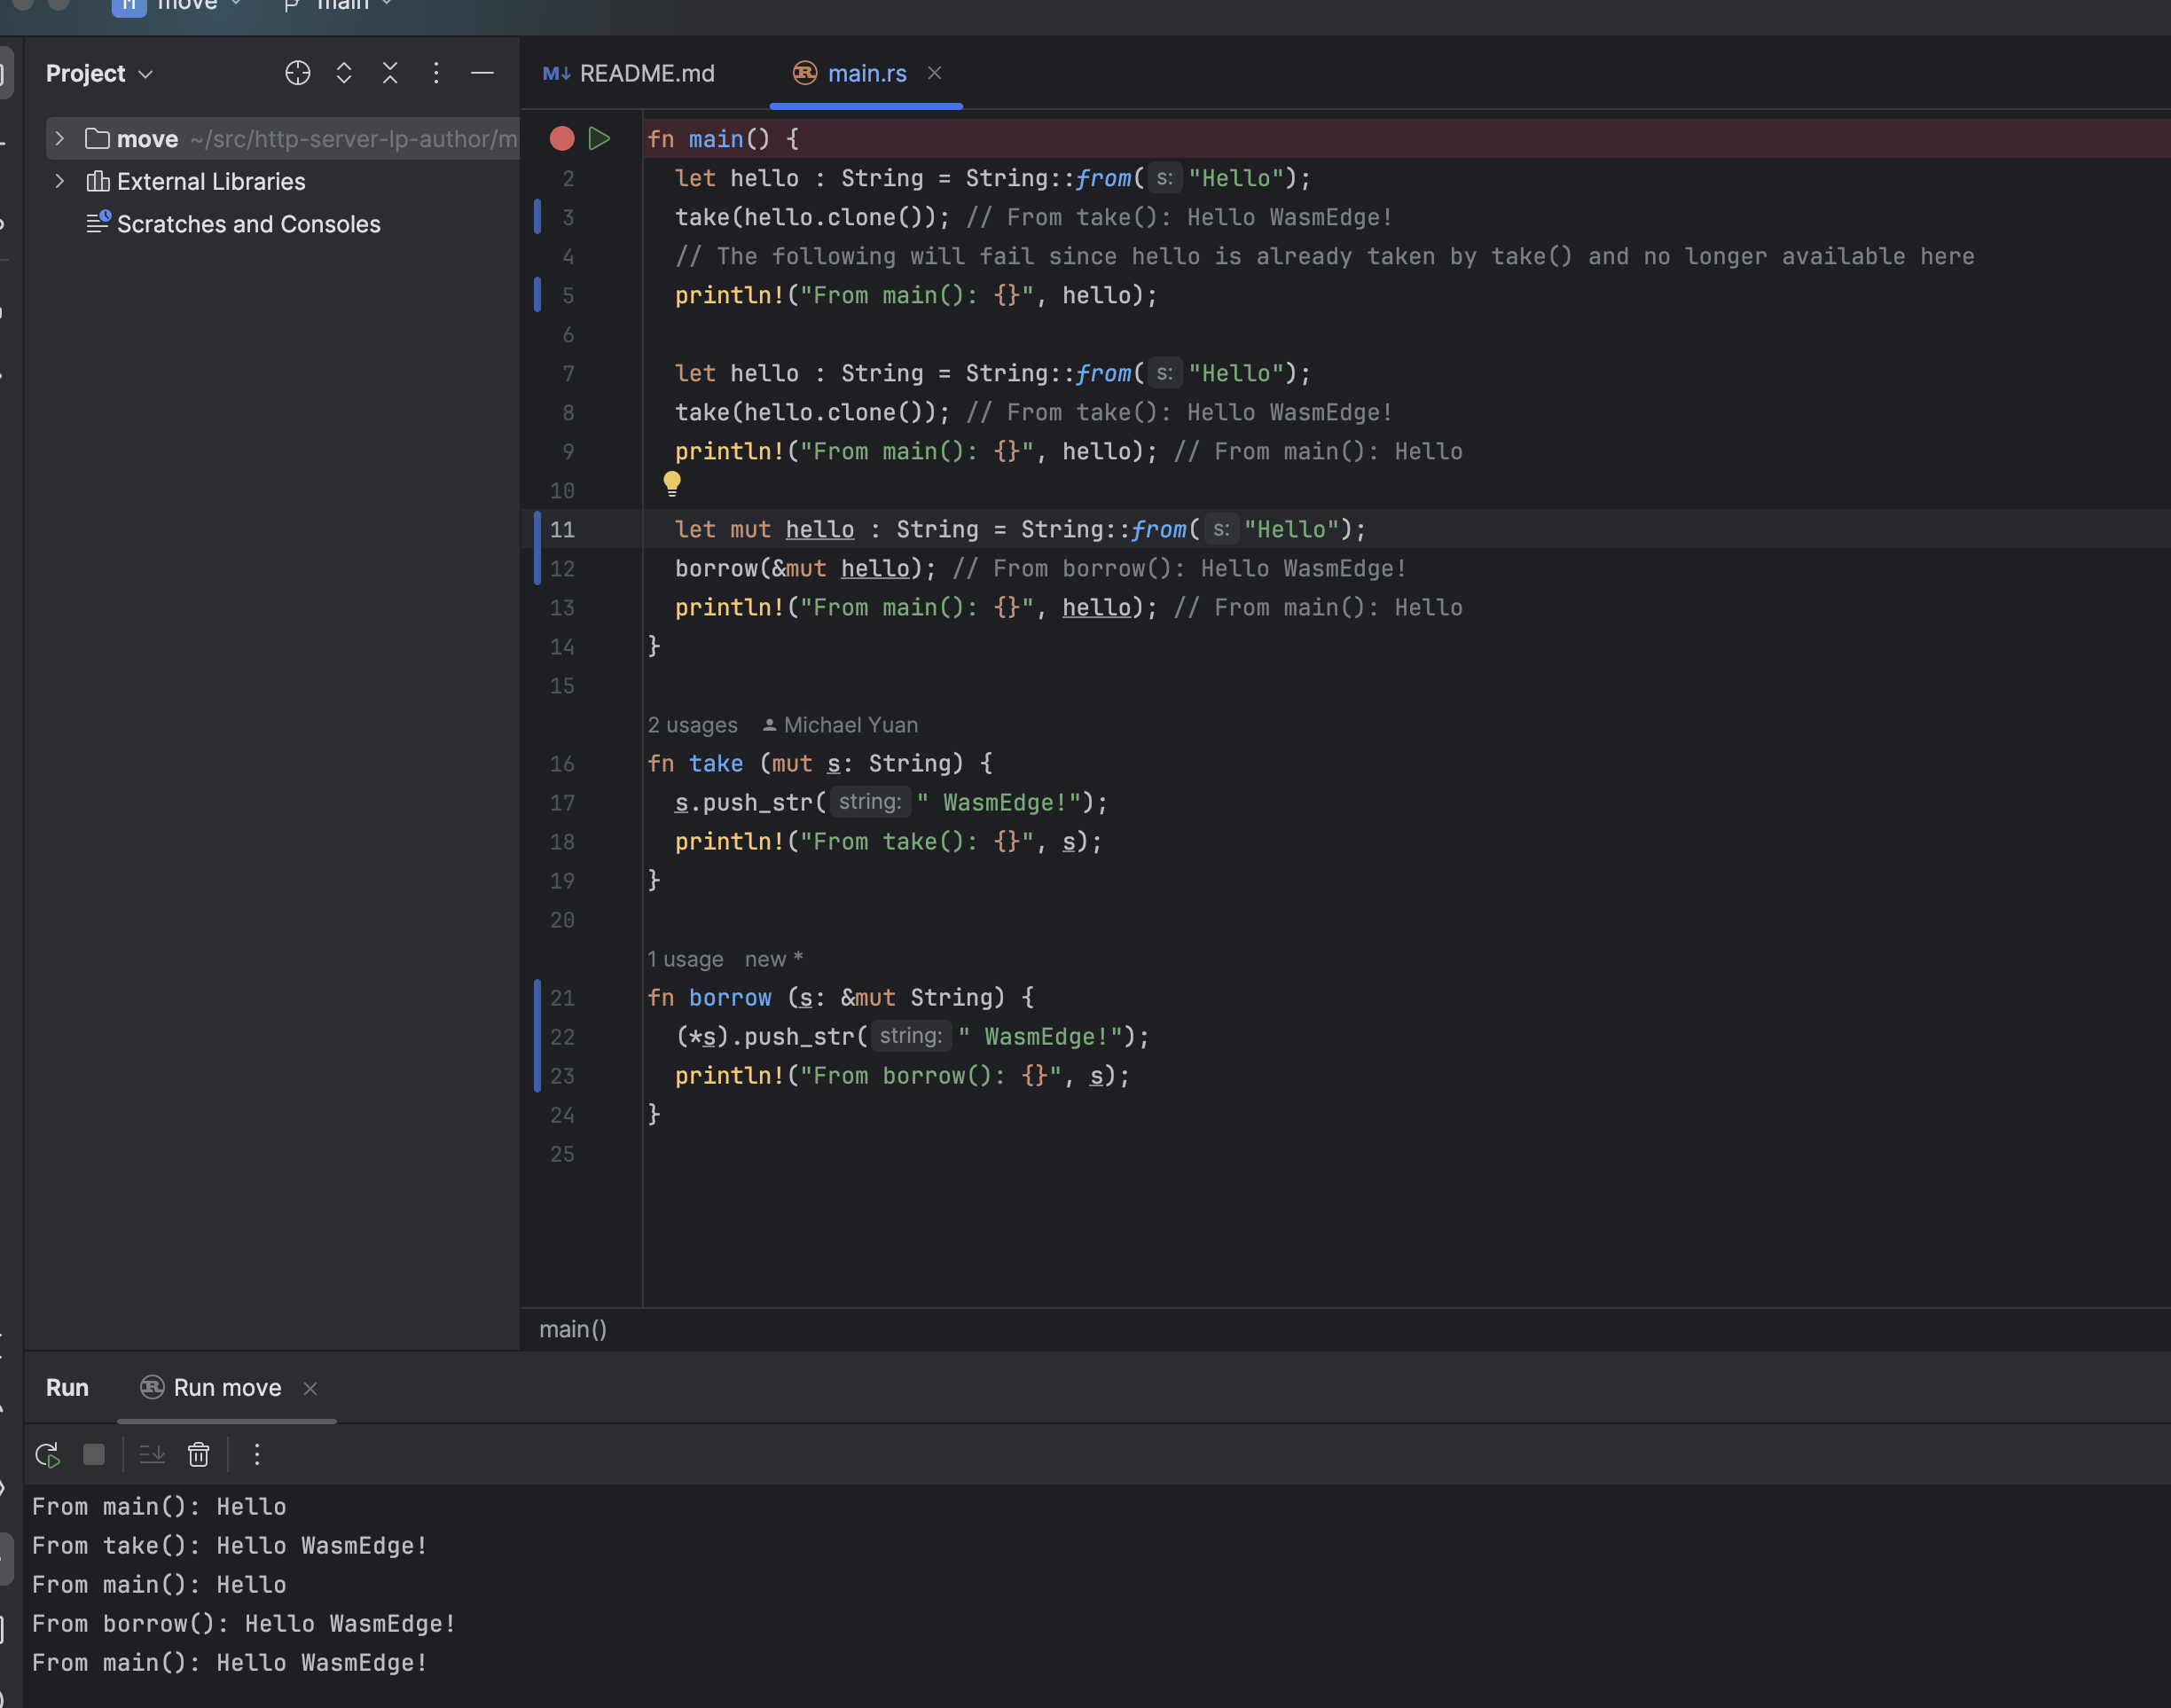 move main
Project
README.md main.rs
move ~/src/http-server-lp-author/m
External Libraries
Scratches and Consoles
fn main() {
2 let hello : String = String::from( s: "Hello");
3 take(hello.clone()); // From take(): Hello WasmEdge!
4 // The following will fail since hello is already taken by take() and no longer available here
5 println!("From main(): {}", hello);
6
7 let hello : String = String::from( s: "Hello");
8 take(hello.clone()); // From take(): Hello WasmEdge!
9 println!("From main(): {}", hello); // From main(): Hello
10
11 let mut hello : String = String::from( s: "Hello");
12 borrow(&mut hello); // From borrow(): Hello WasmEdge!
13 println!("From main(): {}", hello); // From main(): Hello
14 }
15
2 usages Michael Yuan
16 fn take (mut s: String) {
17 s.push_str( string: " WasmEdge!");
18 println!("From take(): {}", s);
19 }
20
1 usage new *
21 fn borrow (s: &mut String) {
22 (*s).push_str( string: " WasmEdge!");
23 println!("From borrow(): {}", s);
24 }
25
main()
Run Run move
From main(): Hello
From take(): Hello WasmEdge!
From main(): Hello
From borrow(): Hello WasmEdge!
From main(): Hello WasmEdge!